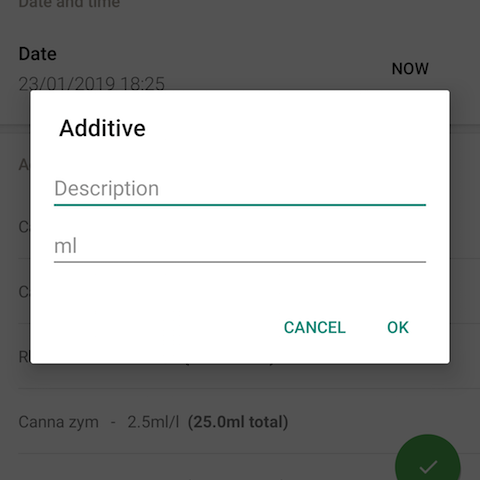 Date and time
Date
23/01/2019 18:25
NOW
Additive
Description
ml
CANCEL
OK
Canna zym - 2.5ml/l (25.0ml total)